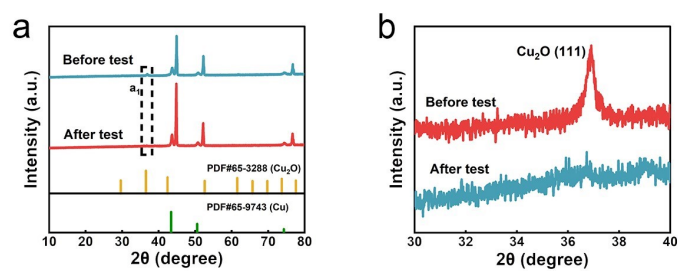 a
Before test
a1
After test
PDF#65-3288 (Cu2O)
PDF#65-9743 (Cu)
10 20 30 40 50 60 70 80
2θ (degree)
Intensity (a.u.)
b
Cu2O (111)
Before test
After test
30 32 34 36 38 40
2θ (degree)
Intensity (a.u.)